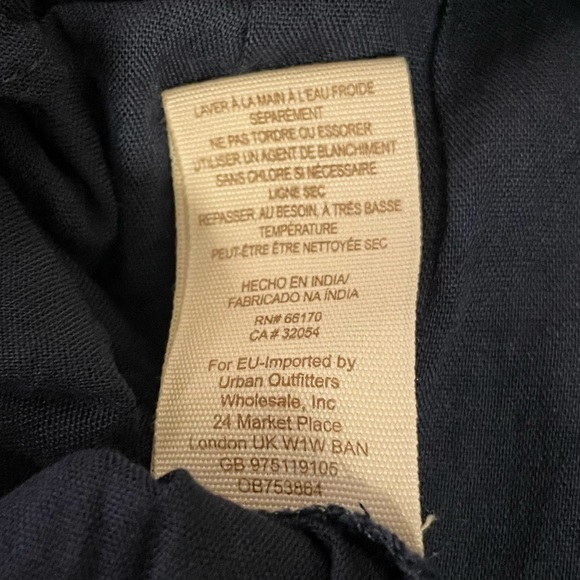 LAVER À LA MAIN À L'EAU FROIDE
SÉPAREMENT
NE PAS TORDRE OU ESSORER
UTILISER UN AGENT DE BLANCHIMENT
SANS CHLORE SI NÉCESSAIRE
LIGNE SEC
REPASSER, AU BESOIN, À TRÈS BASSE
TEMPÉRATURE
PEUT-ÊTRE ÊTRE NETTOYÉE SEC
HECHO EN INDIA/
FABRICADO NA ÍNDIA
RN# 66170
CA # 32054
For EU-Imported by
Urban Outfitters
Wholesale, Inc
24 Market Place
London UK W1W BAN
GB 975119105
OB753864